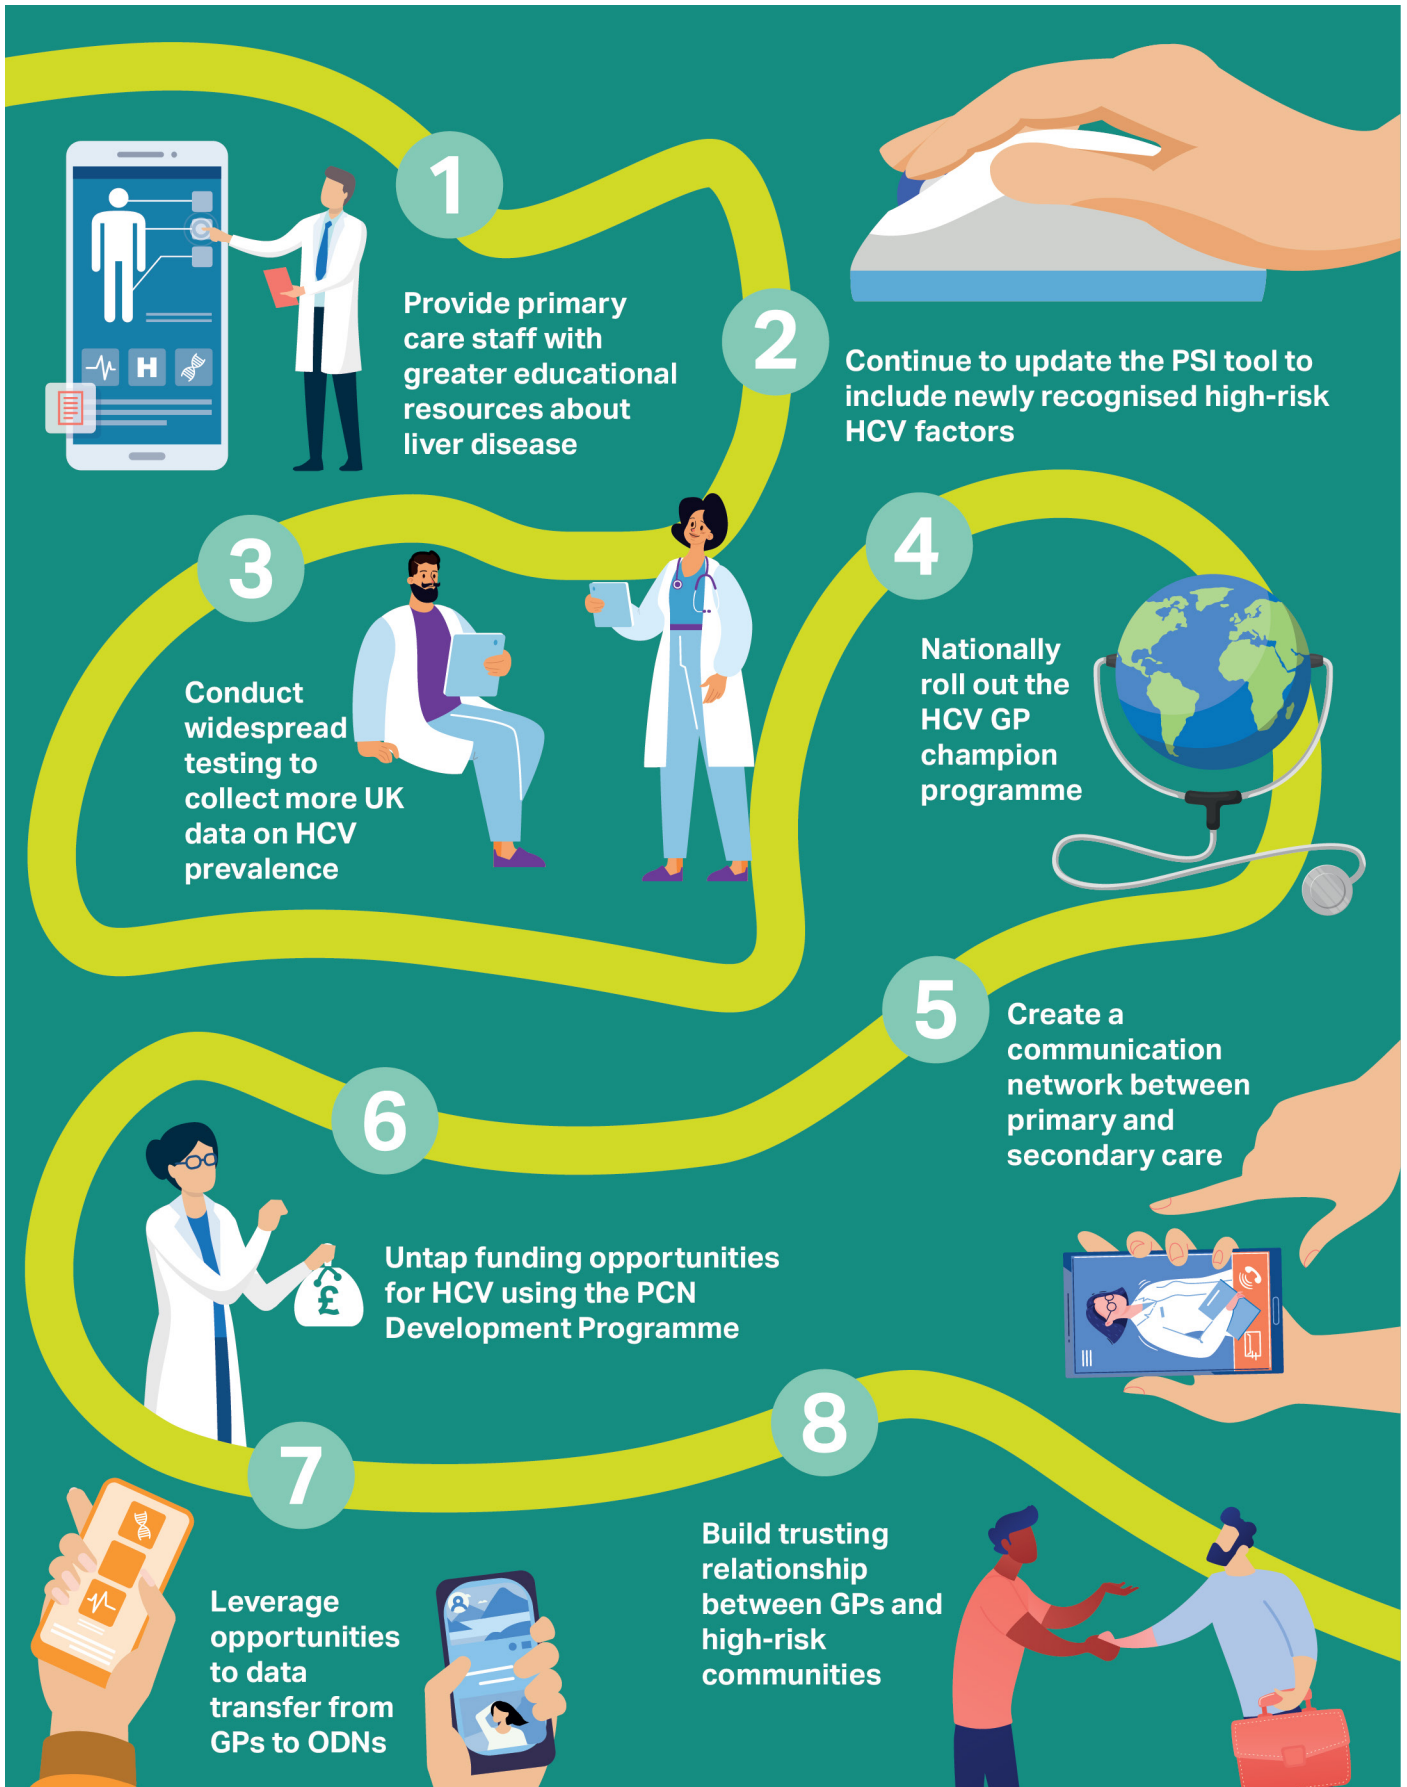 1
Provide primary
care staff with
greater educational
resources about
liver disease
2
Continue to update the PSI tool to
include newly recognised high-risk
HCV factors
H
3
Conduct
widespread
testing to
collect more UK
data on HCV
prevalence
4
Nationally
roll out the
HCV GP
champion
programme
5
Create a
communication
network between
primary and
secondary care
6
Untap funding opportunities
for HCV using the PCN
Development Programme
£
7
Leverage
opportunities
to data
transfer from
GPs to ODNs
8
Build trusting
relationship
between GPs and
high-risk
communities